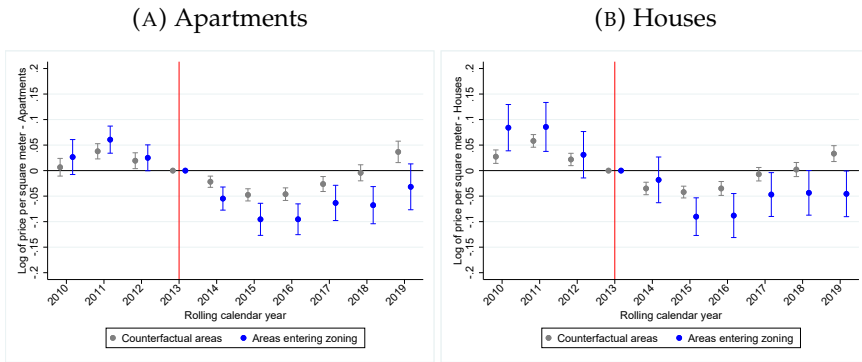 (A) Apartments
Log of price per square meter - Apartments
.2
.15
.1
.05
0
-.05
-.1
-.15
-.2
2010 2011 2012 2013 2014 2015 2016 2017 2018 2019
Rolling calendar year
Counterfactual areas Areas entering zoning
(B) Houses
Log of price per square meter - Houses
.2
.15
.1
.05
0
-.05
-.1
-.15
-.2
2010 2011 2012 2013 2014 2015 2016 2017 2018 2019
Rolling calendar year
Counterfactual areas Areas entering zoning